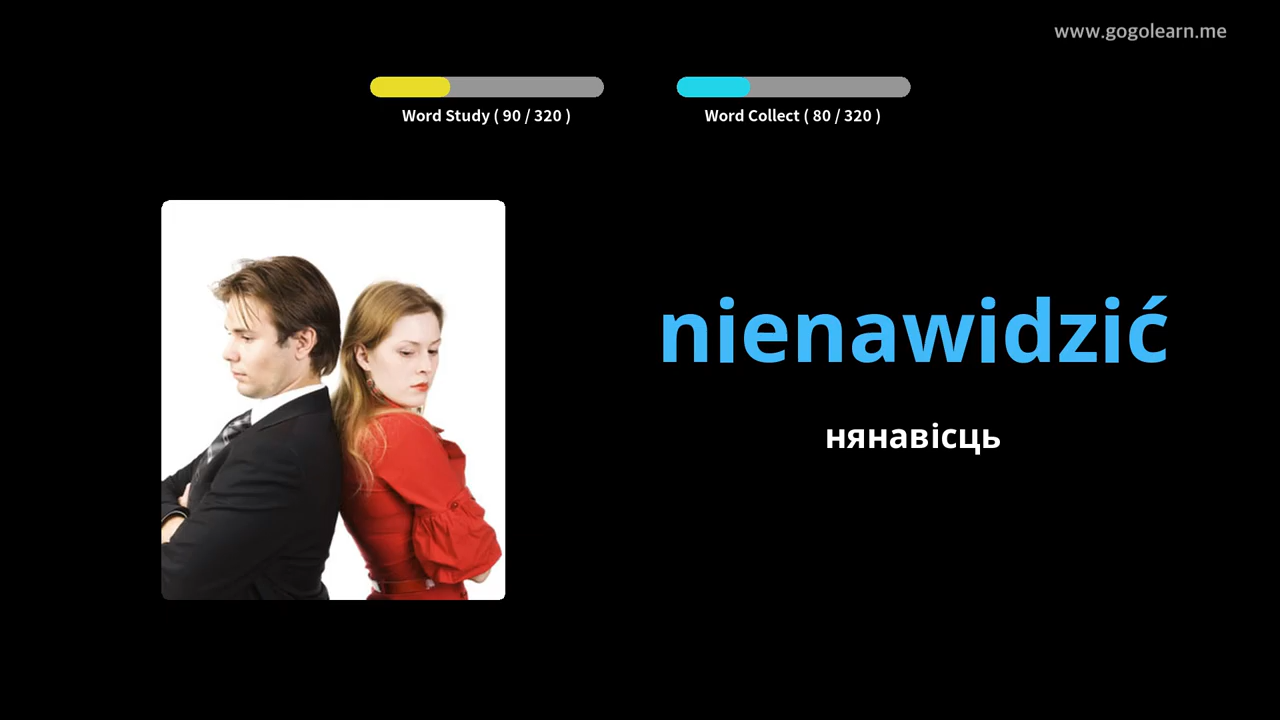 www.gogolearn.me
Word Study ( 90 / 320 )
Word Collect ( 80 / 320 )
nienawidzić
нянавісць